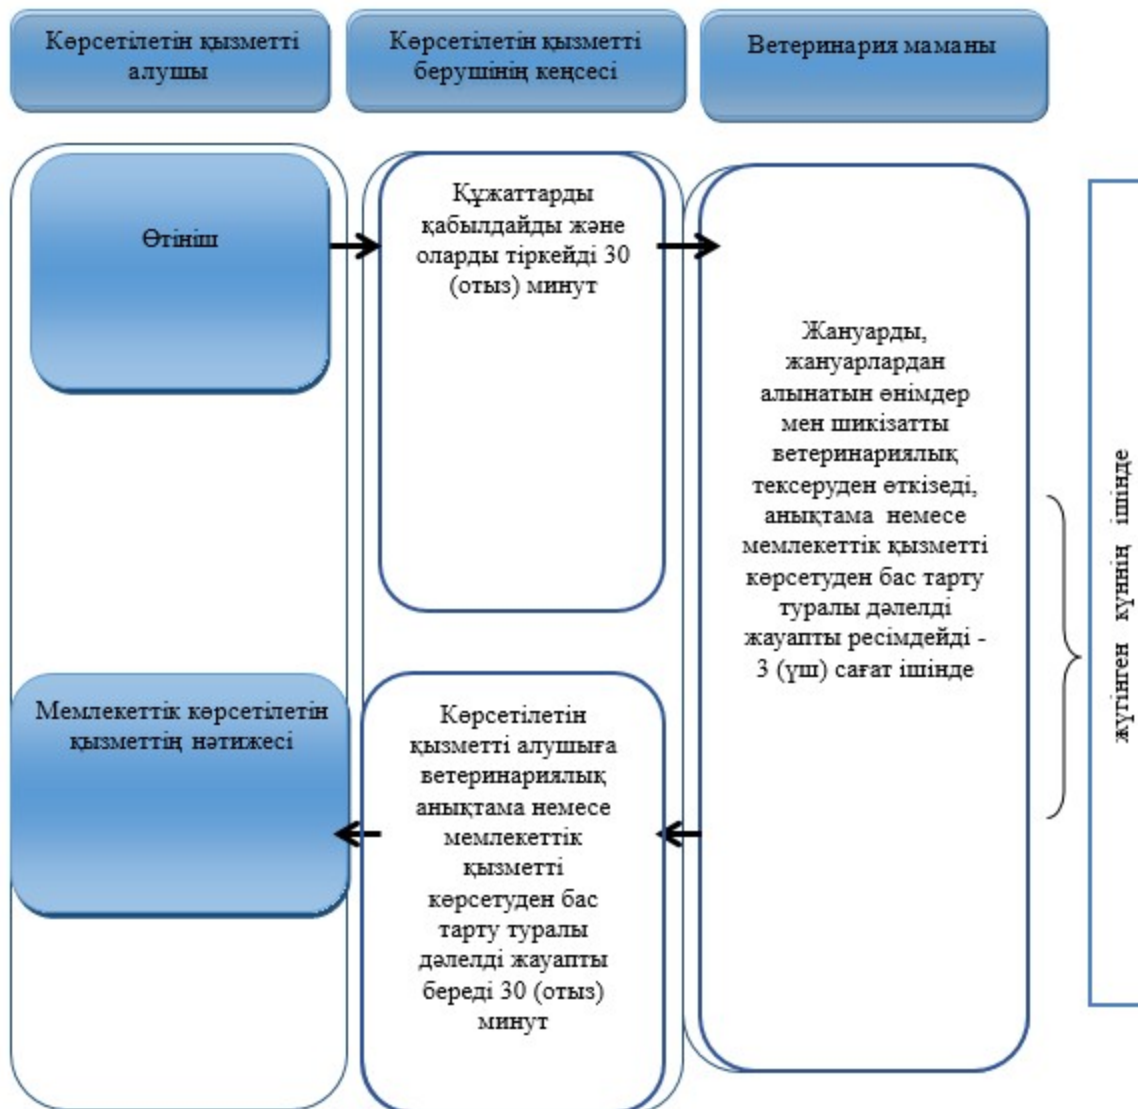 Көрсетілетін қызметті
алушы
Көрсетілетін қызметті
берушінің кеңсесі
Ветеринария маманы
Өтініш
Құжаттарды
қабылдайды және
оларды тіркейді 30
(отыз) минут
Жануарды,
жануарлардан
алынатын өнімдер
мен шикізатты
ветеринариялық
тексеруден өткізеді,
анықтама немесе
мемлекеттік қызметті
көрсетуден бас тарту
туралы дәлелді
жауапты ресімдейді -
3 (үш) сағат ішінде
жүгінген күннің ішінде
Көрсетілетін
қызметті алушыға
ветеринариялық
анықтама немесе
мемлекеттік
қызметті
көрсетуден бас
тарту туралы
дәлелді жауапты
береді 30 (отыз)
минут
Мемлекеттік көрсетілетін
қызметтің нәтижесі